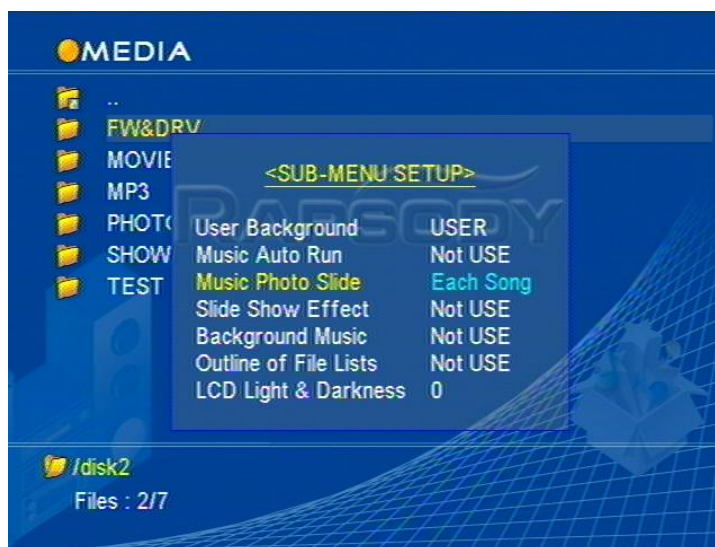 MEDIA
..
FW&DRV
MOVIE
MP3
PHOTO
SHOW
TEST
<SUB-MENU SETUP>
RAPSODY
User Background USER
Music Auto Run Not USE
Music Photo Slide Each Song
Slide Show Effect Not USE
Background Music Not USE
Outline of File Lists Not USE
LCD Light & Darkness 0
/disk2
Files : 2/7